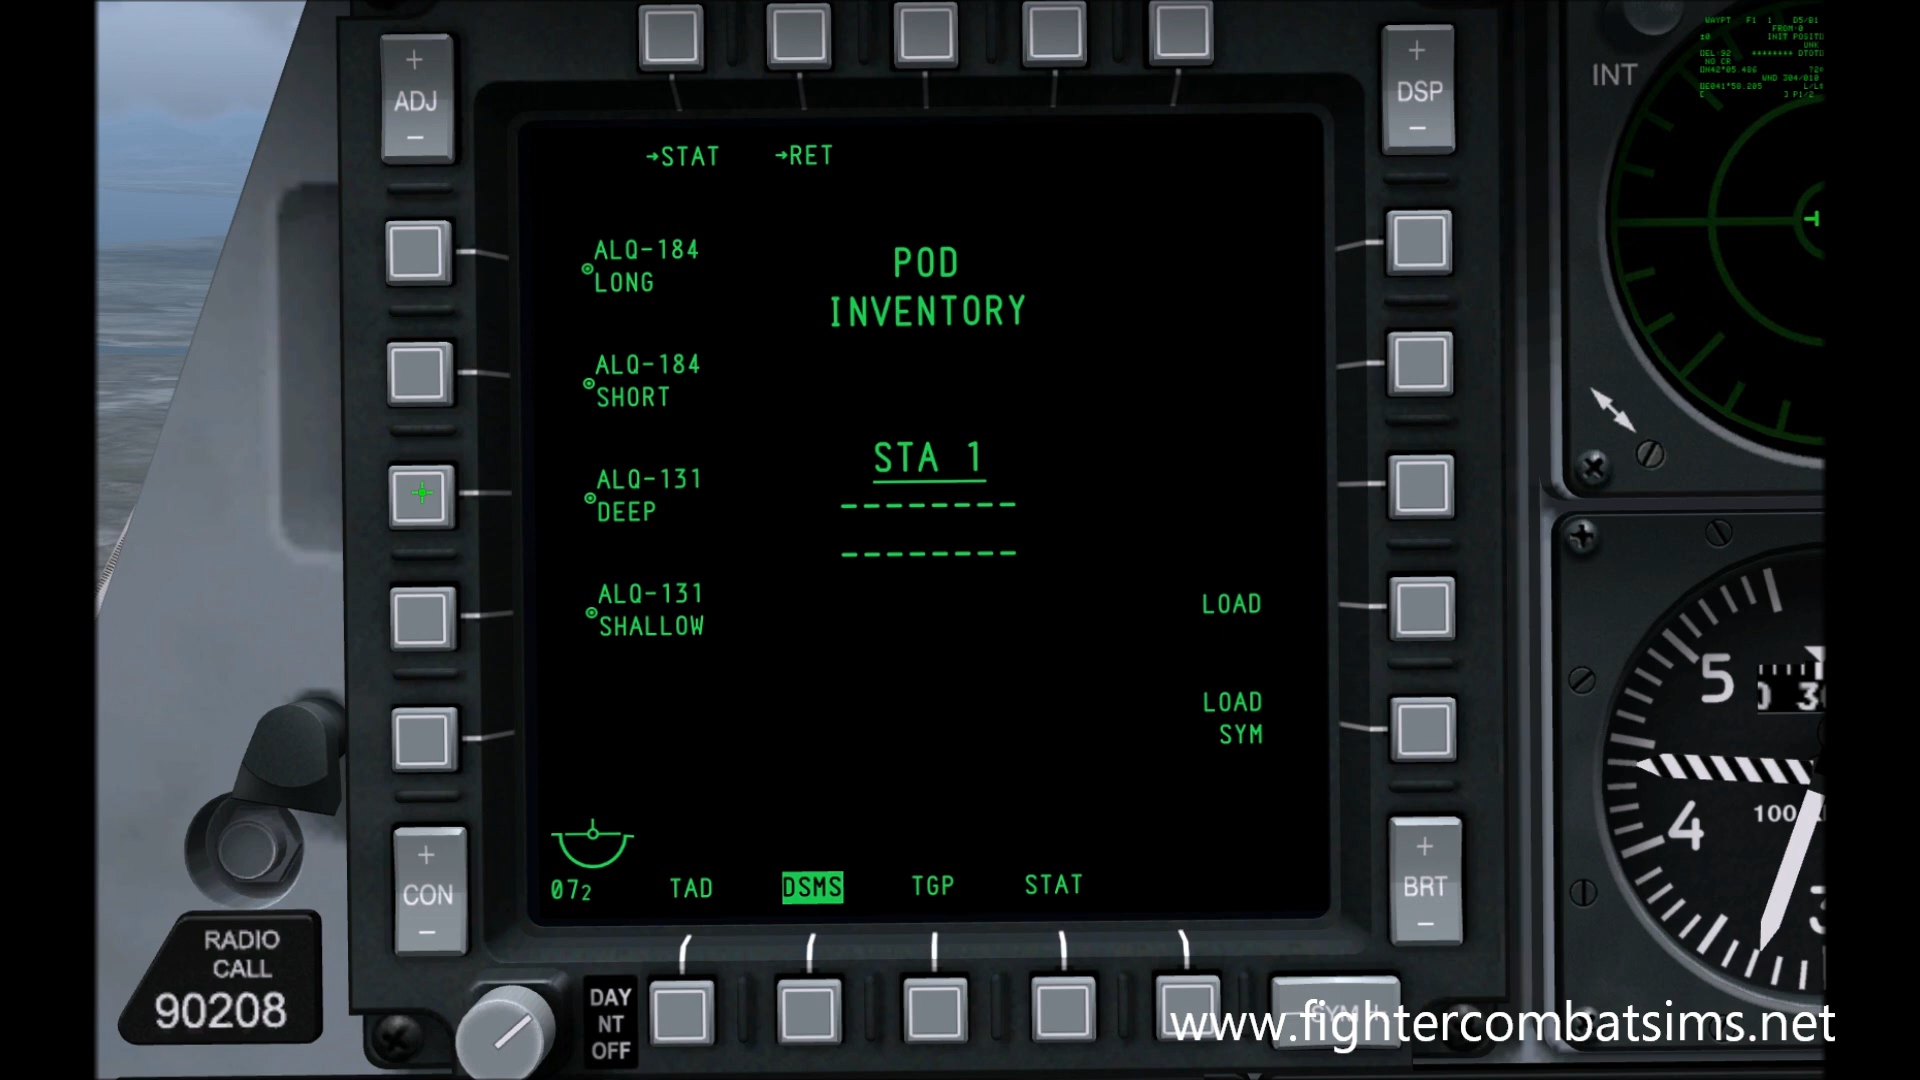 ADJ
DSP
INT
→STAT →RET
ALQ-184
LONG
POD
INVENTORY
ALQ-184
SHORT
STA 1
ALQ-131
DEEP
ALQ-131
SHALLOW
LOAD
LOAD
SYM
072
TAD DSMS TGP STAT
CON
BRT
5
4
100
RADIO
CALL
90208
DAY
NT
OFF
www.fightercombatsims.net